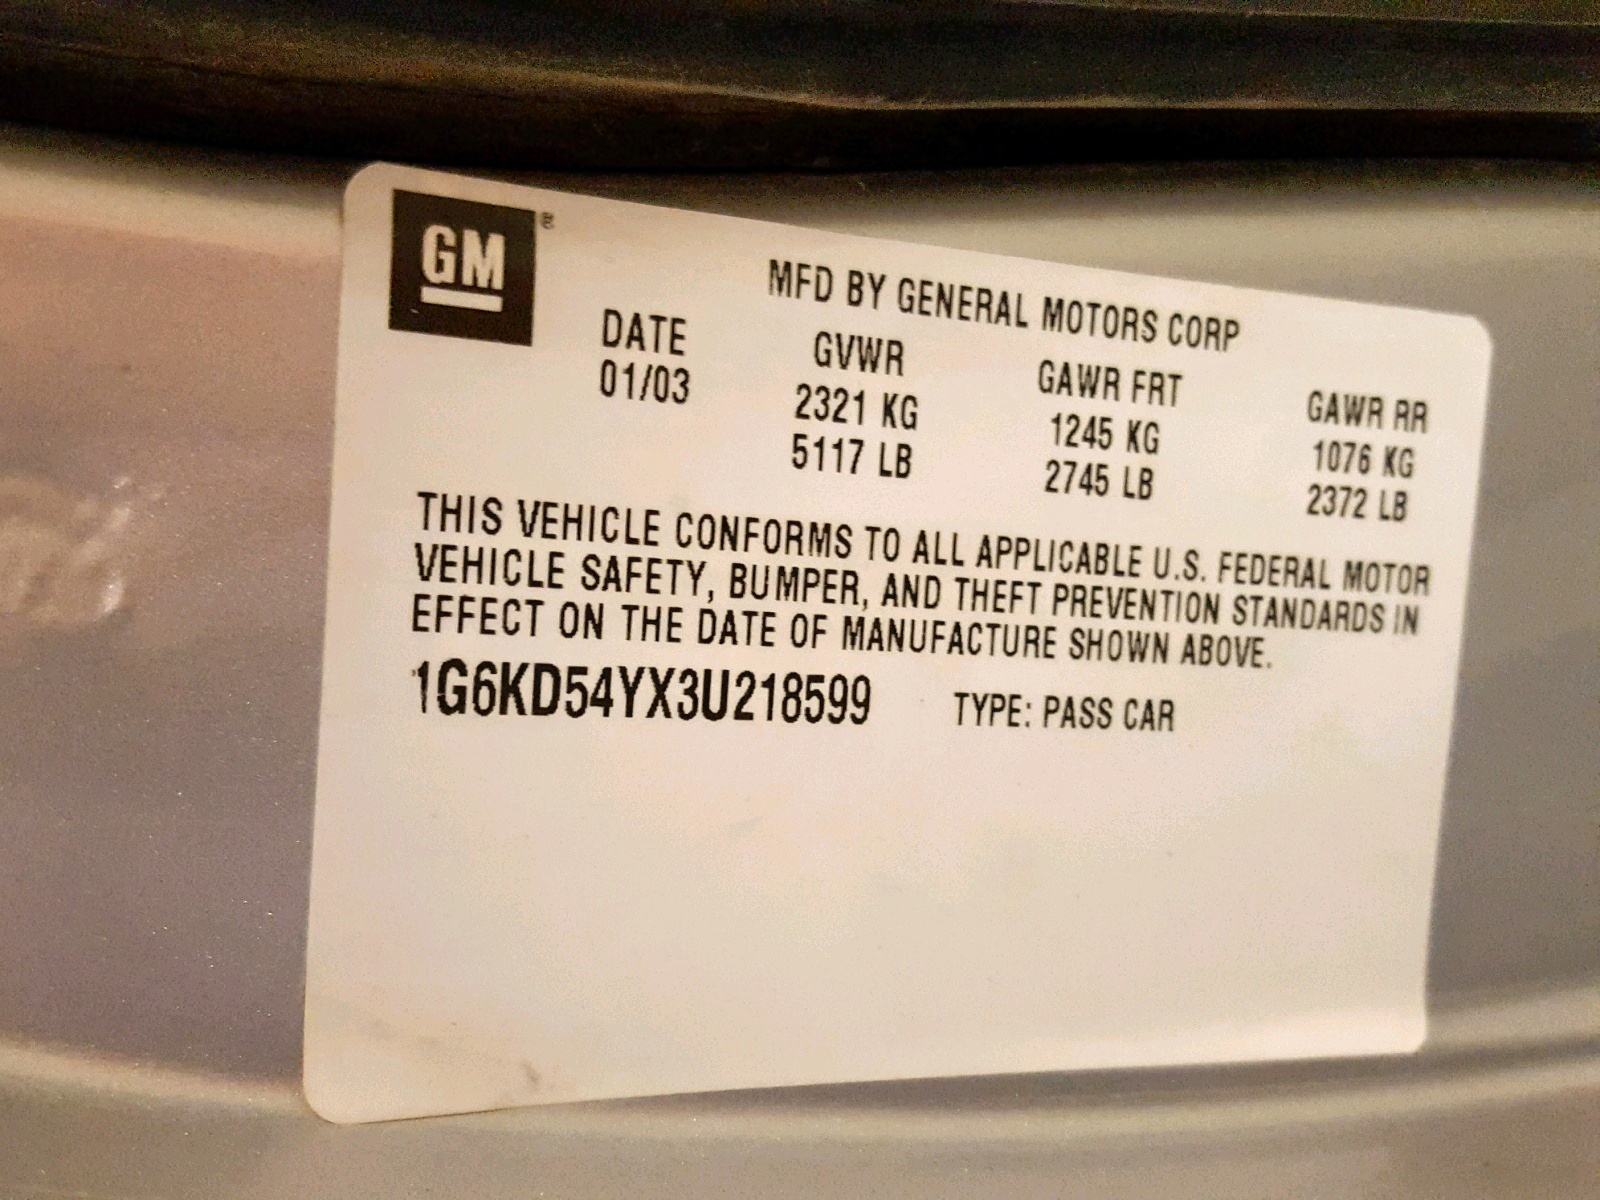 GM ®
MFD BY GENERAL MOTORS CORP
DATE GVWR GAWR FRT GAWR RR
01/03 2321 KG 1245 KG 1076 KG
5117 LB 2745 LB 2372 LB
THIS VEHICLE CONFORMS TO ALL APPLICABLE U.S. FEDERAL MOTOR
VEHICLE SAFETY, BUMPER, AND THEFT PREVENTION STANDARDS IN
EFFECT ON THE DATE OF MANUFACTURE SHOWN ABOVE.
1G6KD54YX3U218599 TYPE: PASS CAR